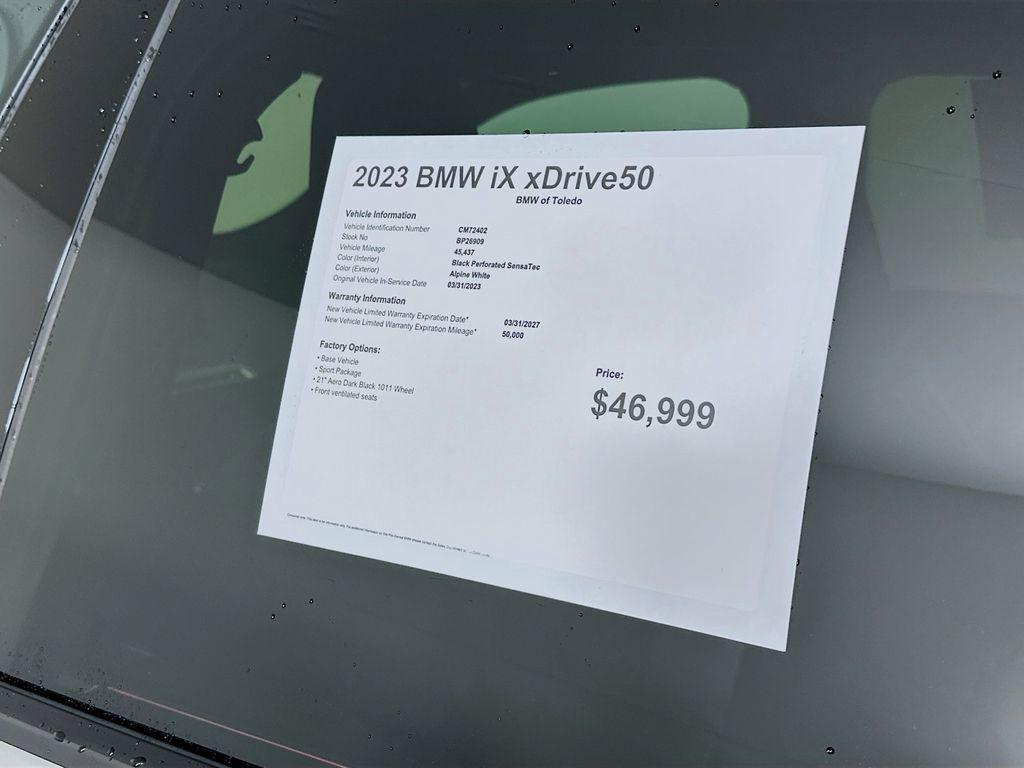 2023 BMW iX xDrive50
BMW of Toledo
Vehicle Information
Vehicle Identification Number CM72402
Stock No BP26909
Vehicle Mileage 45,437
Color (Interior) Black Perforated SensaTec
Color (Exterior) Alpine White
Original Vehicle In-Service Date 03/31/2023
Warranty Information
New Vehicle Limited Warranty Expiration Date* 03/31/2027
New Vehicle Limited Warranty Expiration Mileage* 50,000
Factory Options:
• Base Vehicle
• Sport Package
• 21" Aero Dark Black 1011 Wheel
• Front ventilated seats
Price:
$46,999